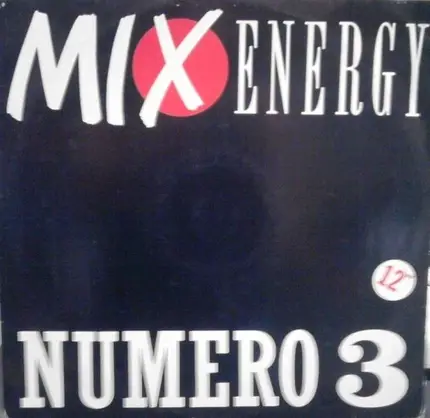 MIX ENERGY
12"
NUMERO 3